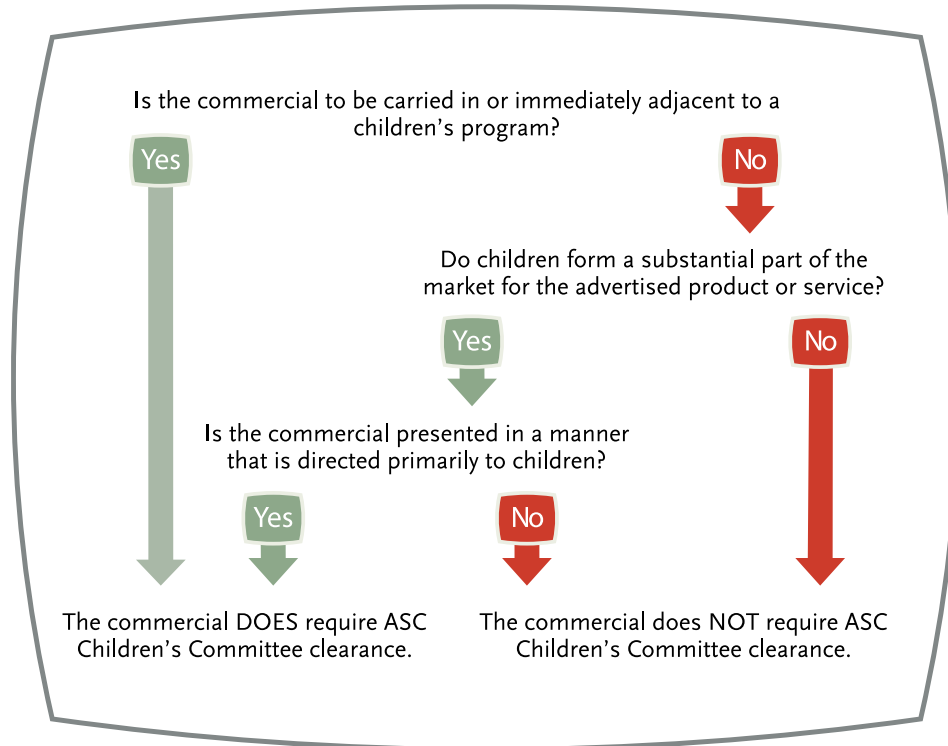 Is the commercial to be carried in or immediately adjacent to a
children's program?
Yes
No
Do children form a substantial part of the
market for the advertised product or service?
Yes
No
Is the commercial presented in a manner
that is directed primarily to children?
Yes
No
The commercial DOES require ASC
Children's Committee clearance.
The commercial does NOT require ASC
Children's Committee clearance.